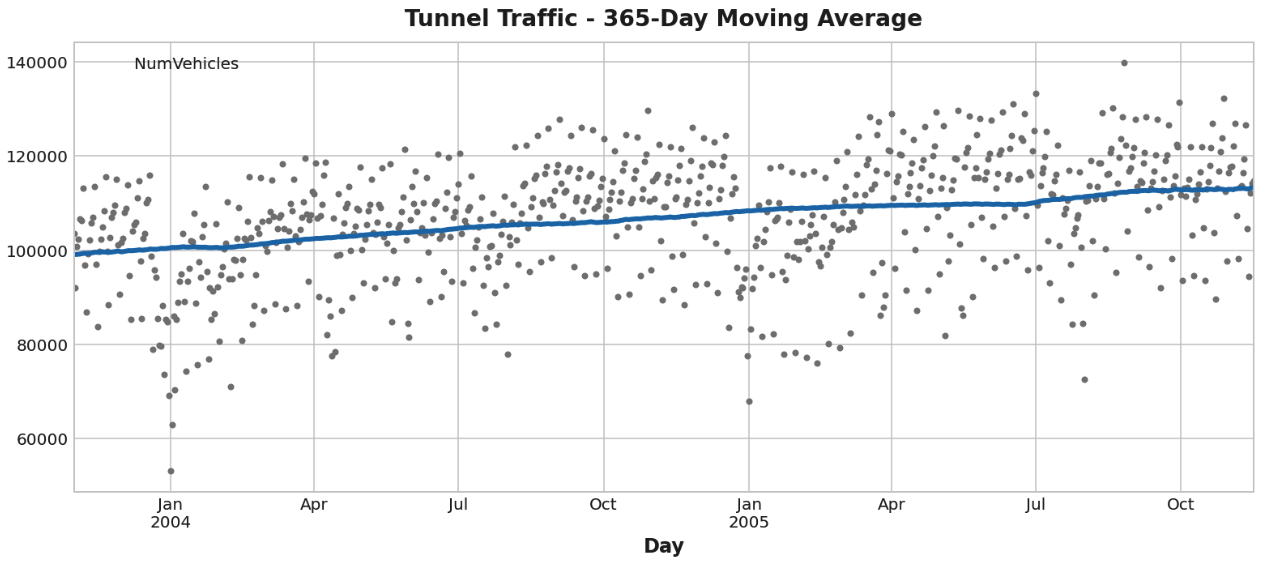 Tunnel Traffic - 365-Day Moving Average
NumVehicles
140000
120000
100000
80000
60000
Jan Apr Jul Oct Jan Apr Jul Oct
2004 2005
Day